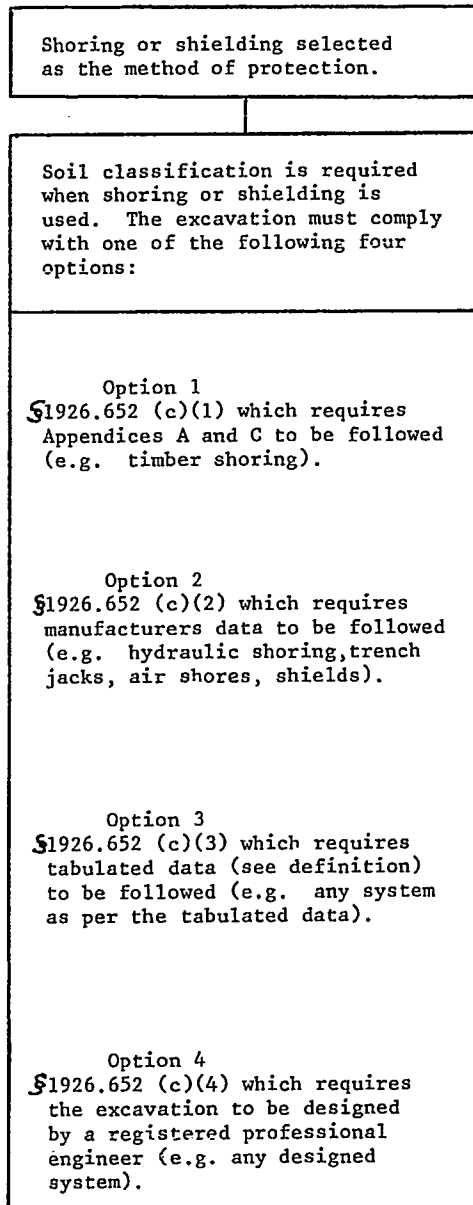 Shoring or shielding selected
as the method of protection.
Soil classification is required
when shoring or shielding is
used. The excavation must comply
with one of the following four
options:
Option 1
§1926.652 (c)(1) which requires
Appendices A and C to be followed
(e.g. timber shoring).
Option 2
§1926.652 (c)(2) which requires
manufacturers data to be followed
(e.g. hydraulic shoring,trench
jacks, air shores, shields).
Option 3
§1926.652 (c)(3) which requires
tabulated data (see definition)
to be followed (e.g. any system
as per the tabulated data).
Option 4
§1926.652 (c)(4) which requires
the excavation to be designed
by a registered professional
engineer (e.g. any designed
system).